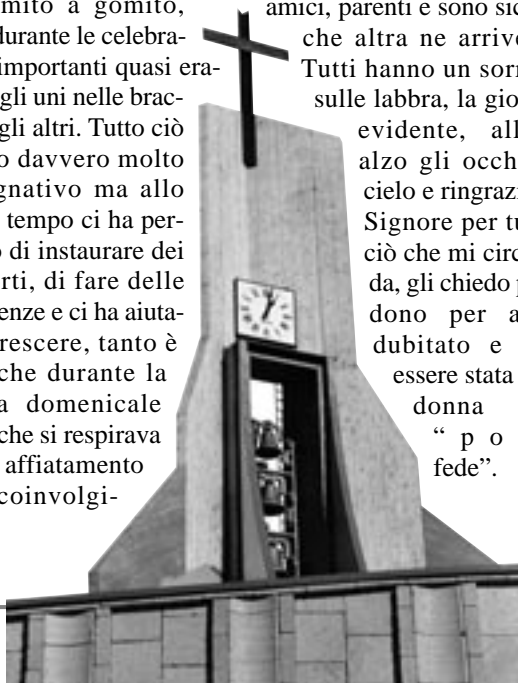 mito a gomito,
durante le celebra-
importanti quasi era-
gli uni nelle brac-
gli altri. Tutto ciò
o davvero molto
gnativo ma allo
tempo ci ha per-
o di instaurare dei
rti, di fare delle
enze e ci ha aiuta-
rescere, tanto è
che durante la
a domenicale
che si respirava
affiatamento
coinvolgi-
amici, parenti e sono sic
che altra ne arrive
Tutti hanno un sorr
sulle labbra, la gio
evidente, all
alzo gli occh
cielo e ringrazi
Signore per tu
ciò che mi circ
da, gli chiedo p
dono per a
dubitato e
essere stata
donna
“ p o
fede”.